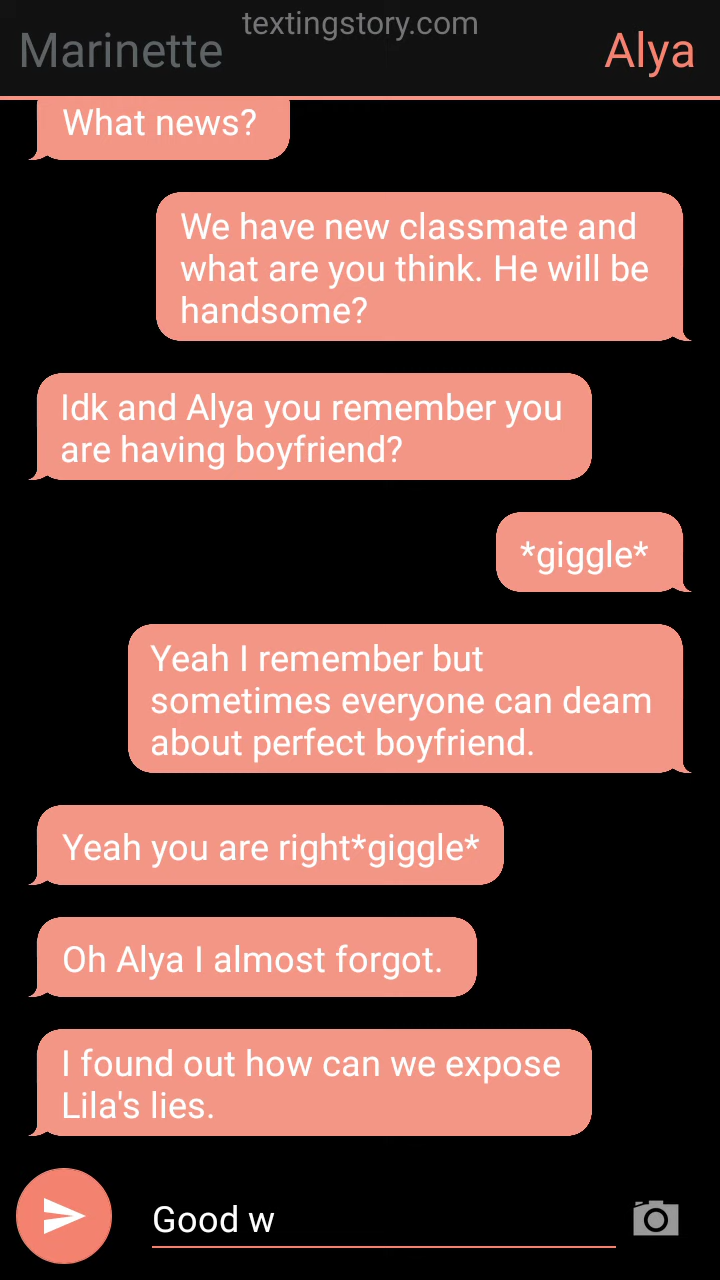 textingstory.com
Marinette
Alya
What news?
We have new classmate and
what are you think. He will be
handsome?
Idk and Alya you remember you
are having boyfriend?
*giggle*
Yeah I remember but
sometimes everyone can deam
about perfect boyfriend.
Yeah you are right*giggle*
Oh Alya I almost forgot.
I found out how can we expose
Lila's lies.
Good w